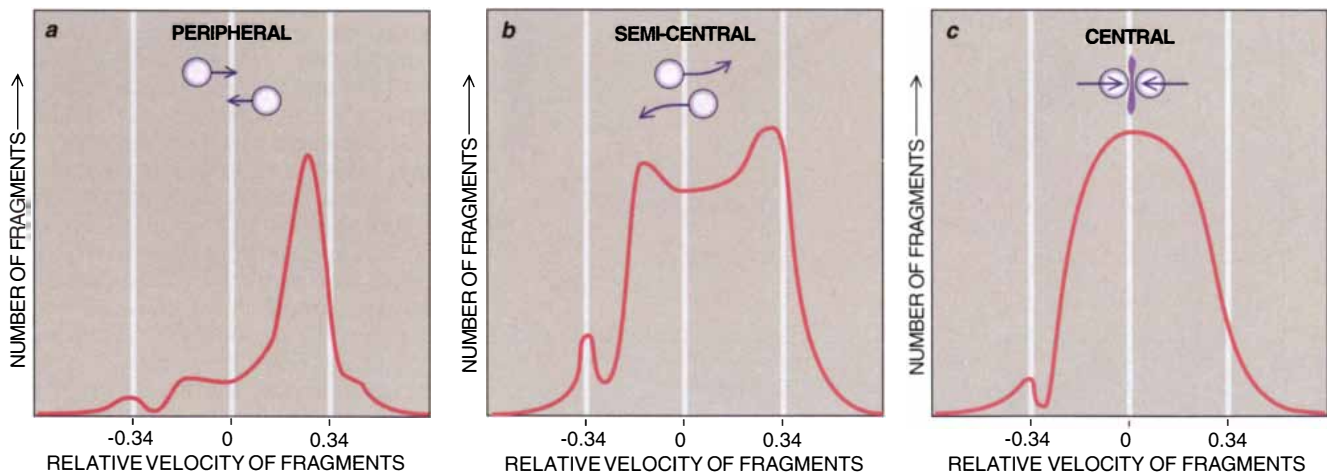 a
PERIPHERAL
NUMBER OF FRAGMENTS
-0.34 0 0.34
RELATIVE VELOCITY OF FRAGMENTS
b
SEMI-CENTRAL
NUMBER OF FRAGMENTS
-0.34 0 0.34
RELATIVE VELOCITY OF FRAGMENTS
c
CENTRAL
NUMBER OF FRAGMENTS
-0.34 0 0.34
RELATIVE VELOCITY OF FRAGMENTS